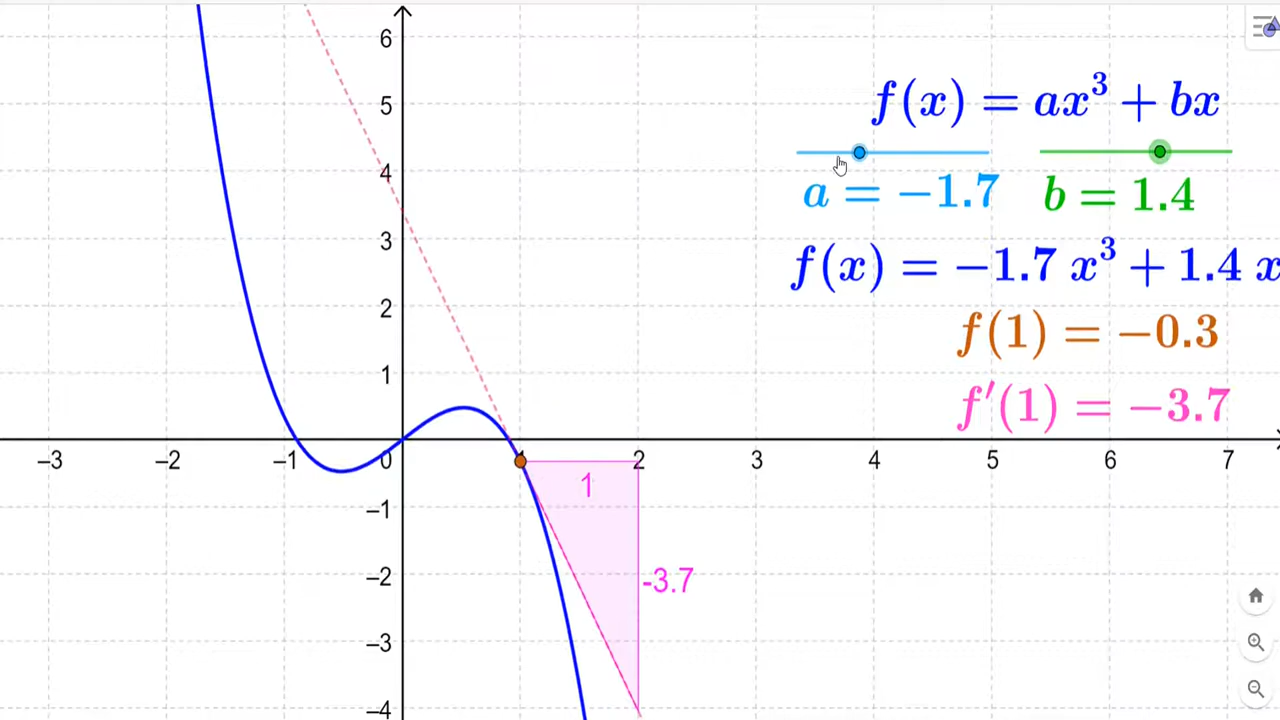 6
5
4
3
2
1
−3 −2 −1 0 1 2 3 4 5 6 7
−1
−2
−3
−4
f(x) = ax³ + bx
a = −1.7 b = 1.4
f(x) = −1.7 x³ + 1.4 x
f(1) = −0.3
f′(1) = −3.7
1
-3.7